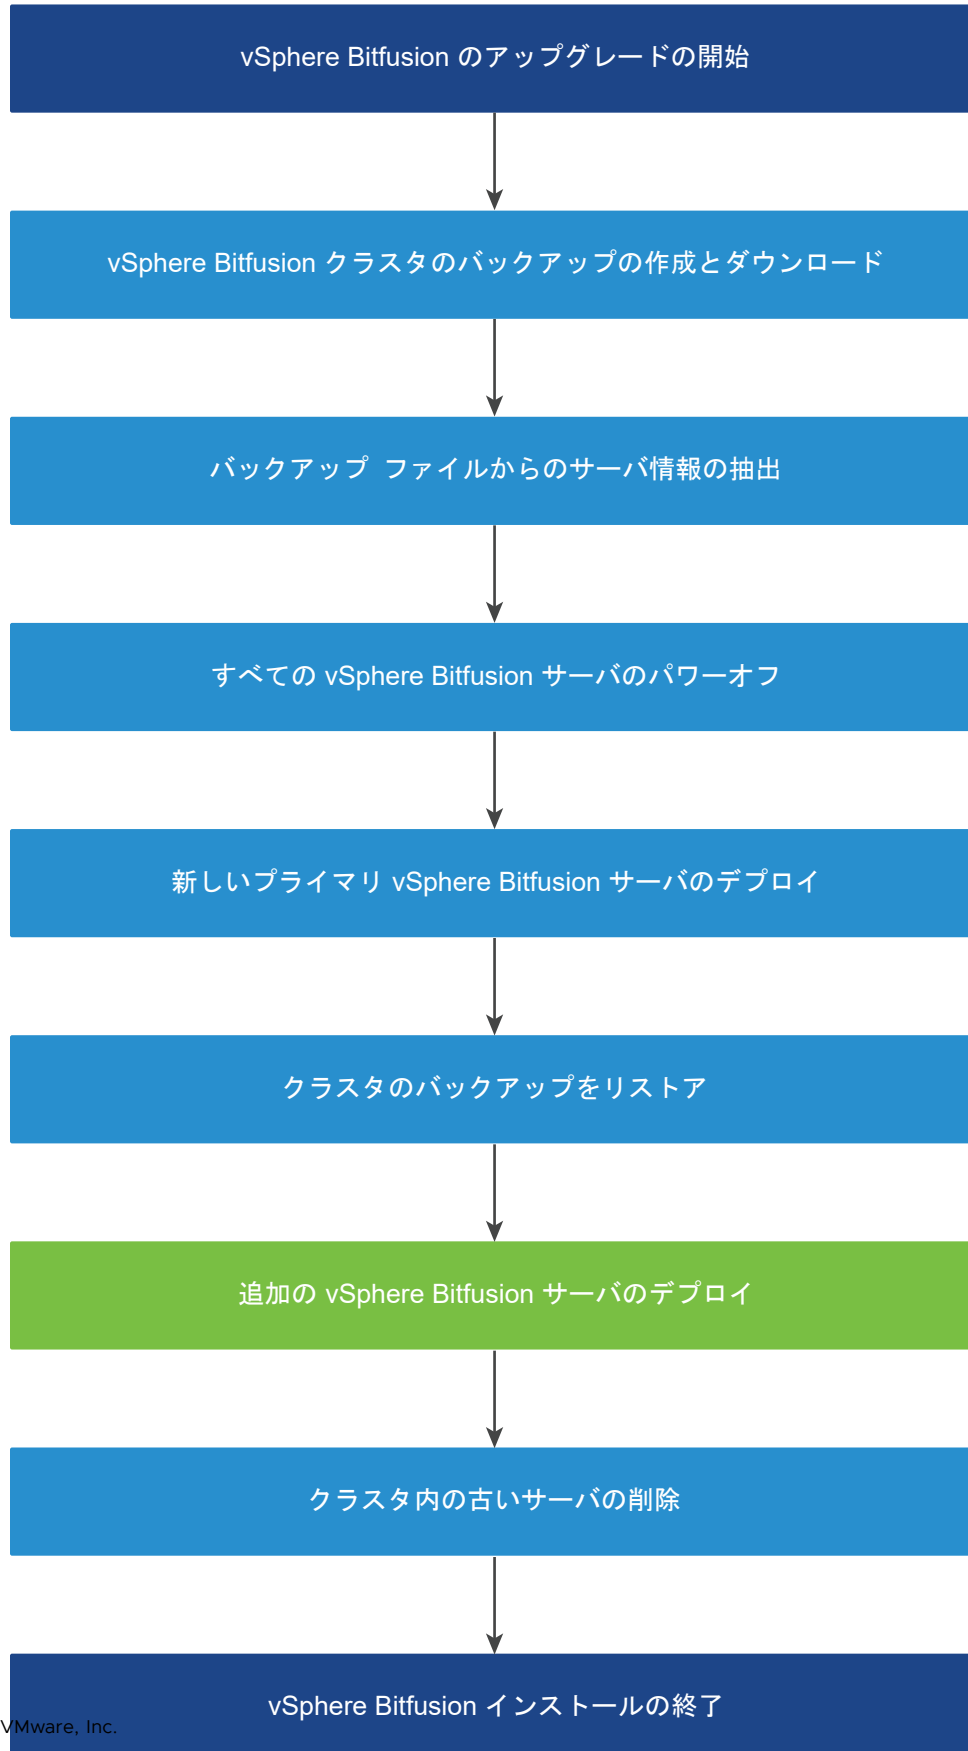 vSphere Bitfusion のアップグレードの開始
vSphere Bitfusion クラスタのバックアップの作成とダウンロード
バックアップ ファイルからのサーバ情報の抽出
すべての vSphere Bitfusion サーバのパワーオフ
新しいプライマリ vSphere Bitfusion サーバのデプロイ
クラスタのバックアップをリストア
追加の vSphere Bitfusion サーバのデプロイ
クラスタ内の古いサーバの削除
vSphere Bitfusion インストールの終了
VMware, Inc.